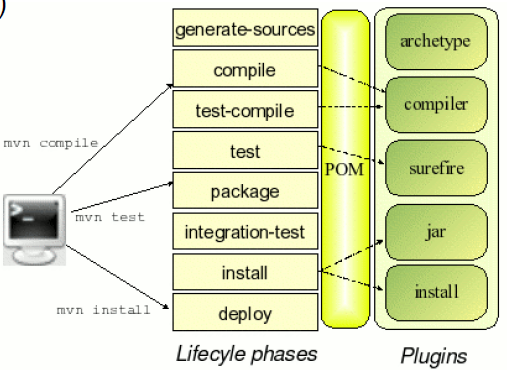 )
generate-sources
compile
test-compile
test
package
integration-test
install
deploy
mvn compile
mvn test
mvn install
>_
POM
archetype
compiler
surefire
jar
install
Lifecyle phases
Plugins